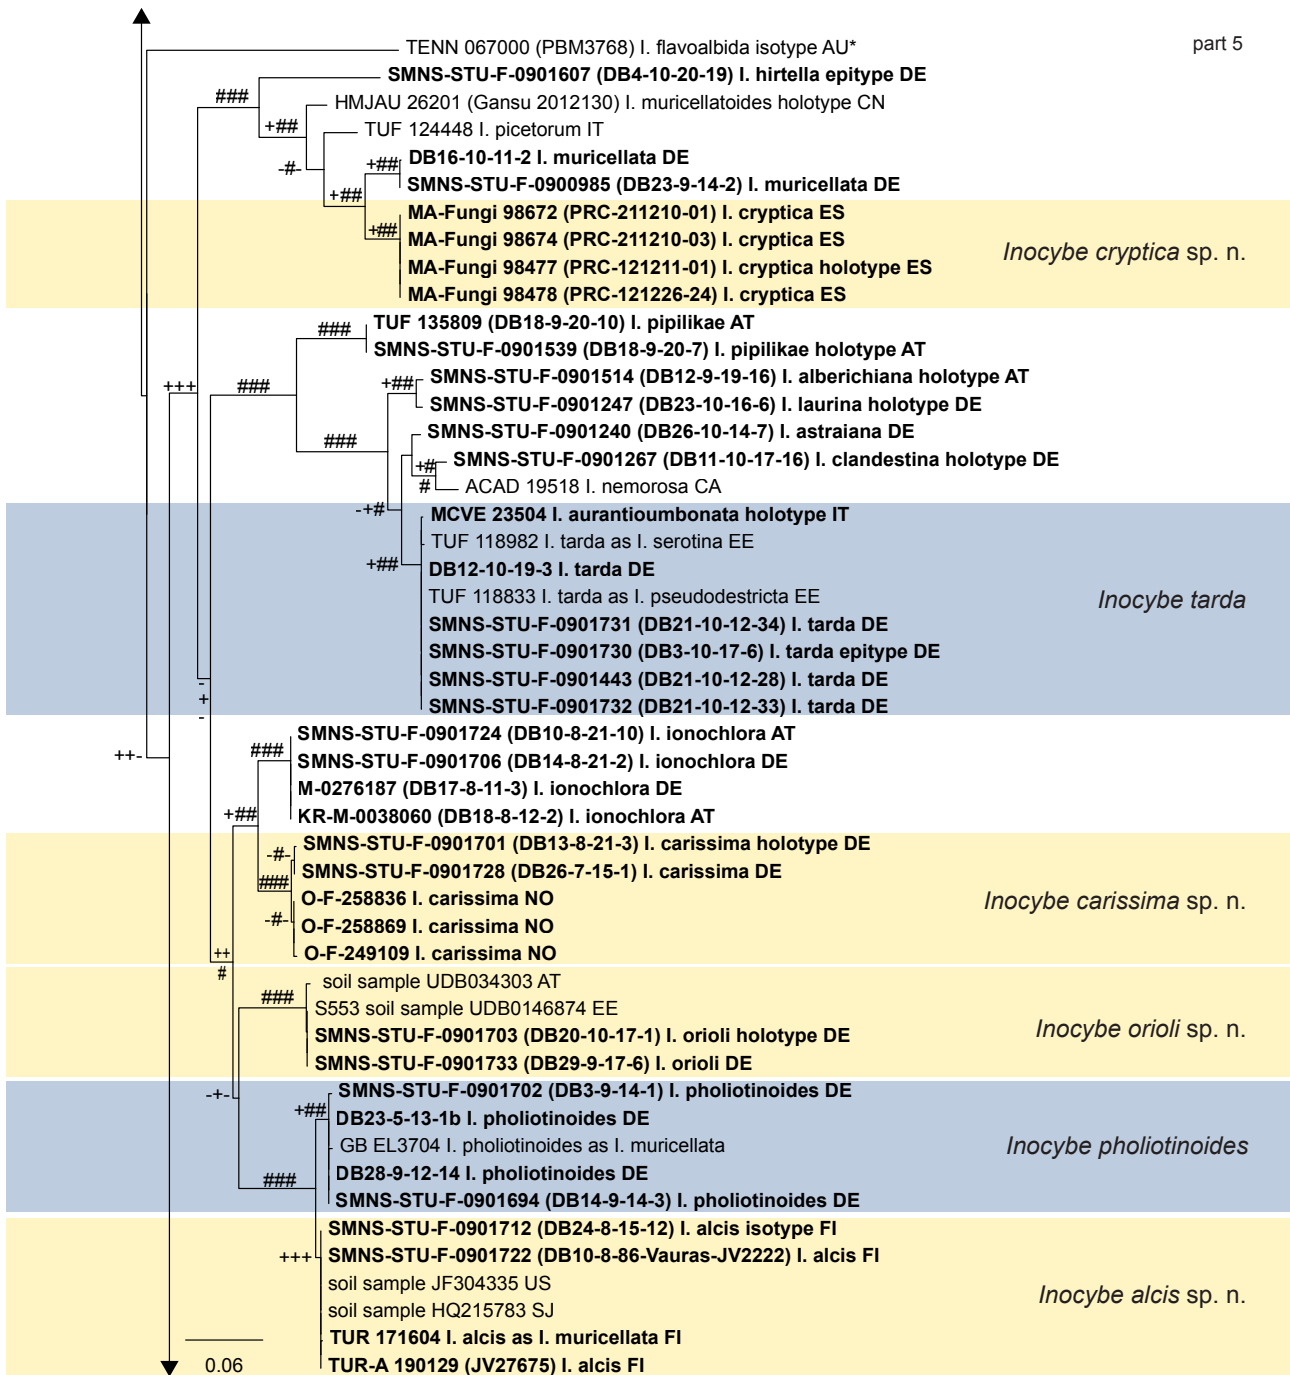 part 5
TENN 067000 (PBM3768) I. flavoalbida isotype AU*
SMNS-STU-F-0901607 (DB4-10-20-19) I. hirtella epitype DE
###
HMJAU 26201 (Gansu 2012130) I. muricellatoides holotype CN
+##
TUF 124448 I. picetorum IT
-#-
DB16-10-11-2 I. muricellata DE
+##
SMNS-STU-F-0900985 (DB23-9-14-2) I. muricellata DE
+##
MA-Fungi 98672 (PRC-211210-01) I. cryptica ES
+##
MA-Fungi 98674 (PRC-211210-03) I. cryptica ES
Inocybe cryptica sp. n.
MA-Fungi 98477 (PRC-121211-01) I. cryptica holotype ES
MA-Fungi 98478 (PRC-121226-24) I. cryptica ES
TUF 135809 (DB18-9-20-10) I. pipilikae AT
###
SMNS-STU-F-0901539 (DB18-9-20-7) I. pipilikae holotype AT
+++
###
SMNS-STU-F-0901514 (DB12-9-19-16) I. alberichiana holotype AT
+##
SMNS-STU-F-0901247 (DB23-10-16-6) I. laurina holotype DE
###
SMNS-STU-F-0901240 (DB26-10-14-7) I. astraiana DE
SMNS-STU-F-0901267 (DB11-10-17-16) I. clandestina holotype DE
+#
#
ACAD 19518 I. nemorosa CA
-+#
MCVE 23504 I. aurantioumbonata holotype IT
TUF 118982 I. tarda as I. serotina EE
+##
DB12-10-19-3 I. tarda DE
TUF 118833 I. tarda as I. pseudodestricta EE
Inocybe tarda
SMNS-STU-F-0901731 (DB21-10-12-34) I. tarda DE
SMNS-STU-F-0901730 (DB3-10-17-6) I. tarda epitype DE
SMNS-STU-F-0901443 (DB21-10-12-28) I. tarda DE
-
+
-
SMNS-STU-F-0901732 (DB21-10-12-33) I. tarda DE
SMNS-STU-F-0901724 (DB10-8-21-10) I. ionochlora AT
++-
###
SMNS-STU-F-0901706 (DB14-8-21-2) I. ionochlora DE
M-0276187 (DB17-8-11-3) I. ionochlora DE
+##
KR-M-0038060 (DB18-8-12-2) I. ionochlora AT
SMNS-STU-F-0901701 (DB13-8-21-3) I. carissima holotype DE
-#-
SMNS-STU-F-0901728 (DB26-7-15-1) I. carissima DE
###
O-F-258836 I. carissima NO
Inocybe carissima sp. n.
-#-
O-F-258869 I. carissima NO
O-F-249109 I. carissima NO
++
#
soil sample UDB034303 AT
###
S553 soil sample UDB0146874 EE
Inocybe orioli sp. n.
SMNS-STU-F-0901703 (DB20-10-17-1) I. orioli holotype DE
SMNS-STU-F-0901733 (DB29-9-17-6) I. orioli DE
-+-
SMNS-STU-F-0901702 (DB3-9-14-1) I. pholiotinoides DE
+##
DB23-5-13-1b I. pholiotinoides DE
GB EL3704 I. pholiotinoides as I. muricellata
Inocybe pholiotinoides
###
DB28-9-12-14 I. pholiotinoides DE
SMNS-STU-F-0901694 (DB14-9-14-3) I. pholiotinoides DE
SMNS-STU-F-0901712 (DB24-8-15-12) I. alcis isotype FI
+++
SMNS-STU-F-0901722 (DB10-8-86-Vauras-JV2222) I. alcis FI
soil sample JF304335 US
Inocybe alcis sp. n.
soil sample HQ215783 SJ
TUR 171604 I. alcis as I. muricellata FI
0.06
TUR-A 190129 (JV27675) I. alcis FI